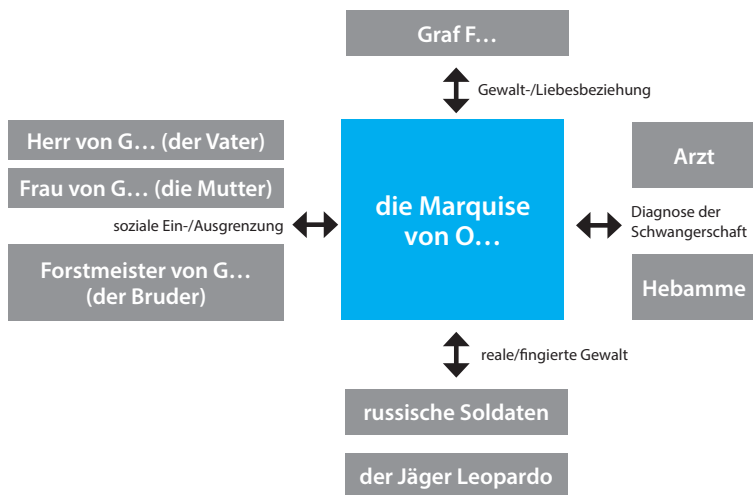 Graf F…
Gewalt-/Liebesbeziehung
Herr von G… (der Vater)
Frau von G… (die Mutter)
soziale Ein-/Ausgrenzung
Forstmeister von G…
(der Bruder)
die Marquise
von O…
Arzt
Diagnose der
Schwangerschaft
Hebamme
reale/fingierte Gewalt
russische Soldaten
der Jäger Leopardo